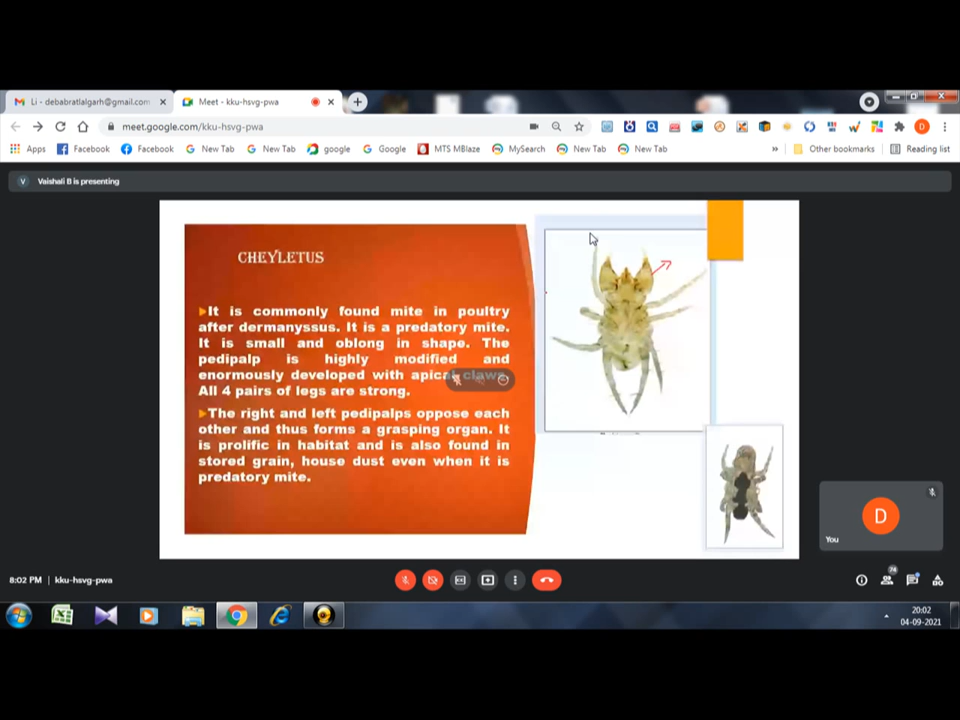 Li - debabratlalgarh@gmail.com
Meet - kku-hsvg-pwa
meet.google.com/kku-hsvg-pwa
D
Apps Facebook Facebook New Tab New Tab google Google MTS MBlaze MySearch New Tab New Tab » Other bookmarks Reading list
V Vaishali B is presenting
CHEYLETUS
It is commonly found mite in poultry
after dermanyssus. It is a predatory mite.
It is small and oblong in shape. The
pedipalp is highly modified and
enormously developed with apical claws.
All 4 pairs of legs are strong.
The right and left pedipalps oppose each
other and thus forms a grasping organ. It
is prolific in habitat and is also found in
stored grain, house dust even when it is
predatory mite.
D
You
8:02 PM kku-hsvg-pwa
20:02
04-09-2021